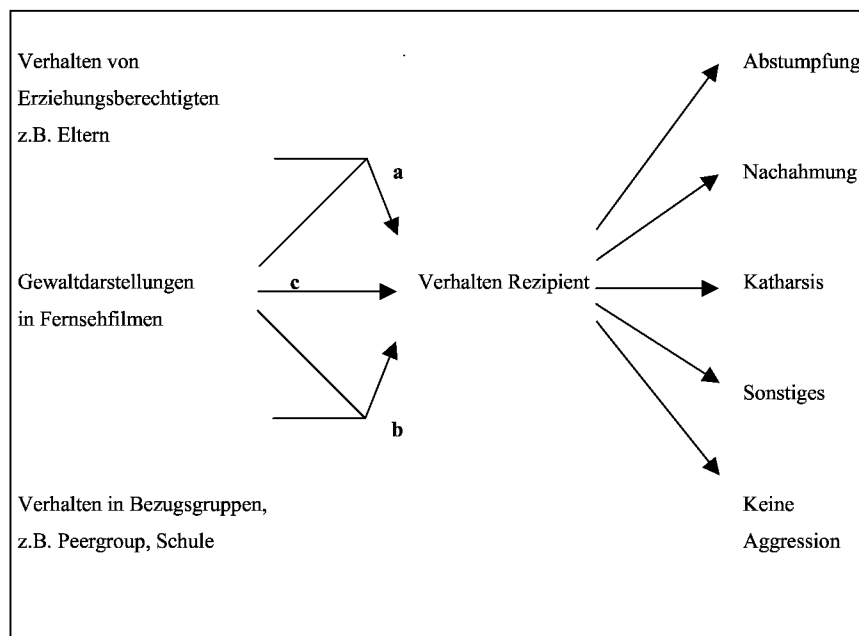 Verhalten von
Erziehungsberechtigten
z.B. Eltern
a
Gewaltdarstellungen
in Fernsehfilmen
c
Verhalten Rezipient
b
Verhalten in Bezugsgruppen,
z.B. Peergroup, Schule
Abstumpfung
Nachahmung
Katharsis
Sonstiges
Keine
Aggression